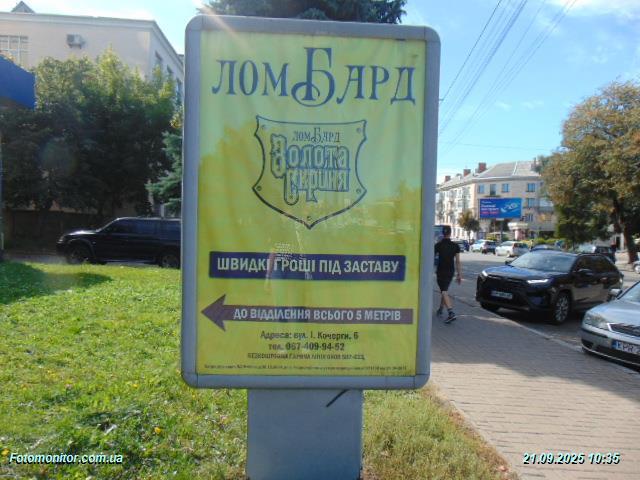 ЛОМБАРД
ЛОМБАРД
Золота
Скриня
ШВИДКІ ГРОШІ ПІД ЗАСТАВУ
ДО ВІДДІЛЕННЯ ВСЬОГО 5 МЕТРІВ
Адреса: вул. І. Кочерги, 6
тел. 067-409-94-52
Fotomonitor.com.ua
21.09.2025 10:35